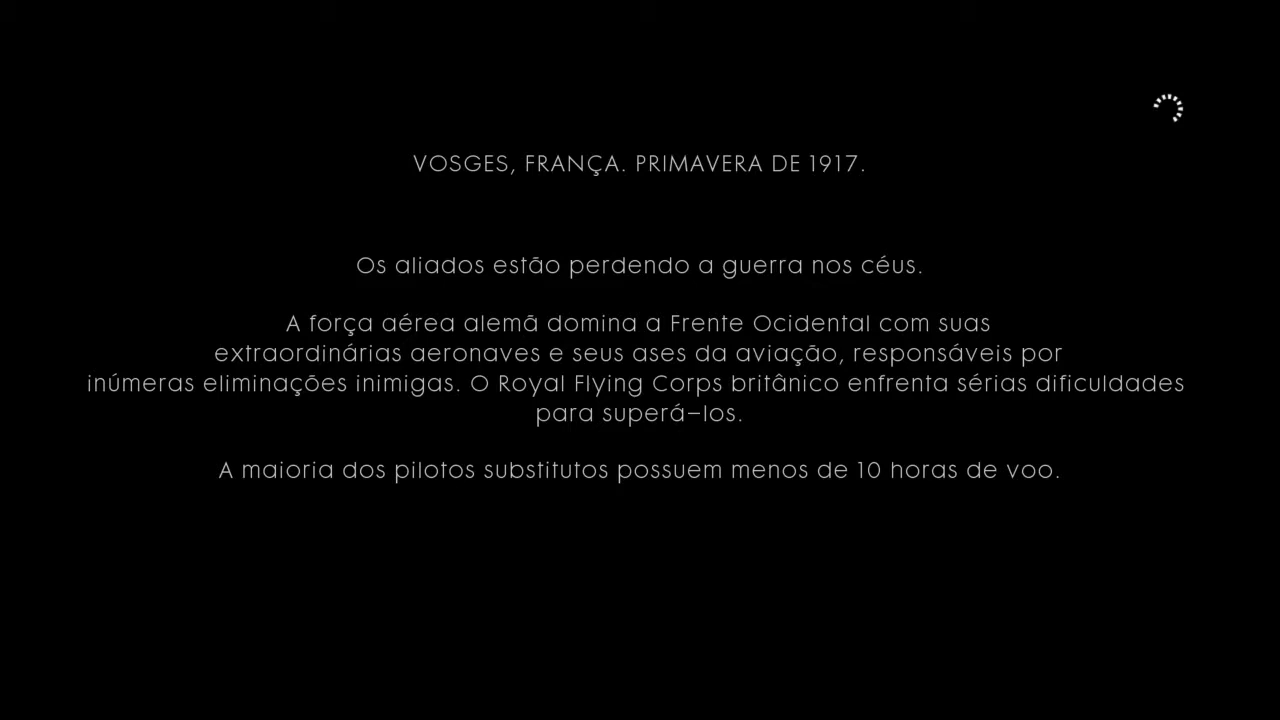 VOSGES, FRANÇA. PRIMAVERA DE 1917.
Os aliados estão perdendo a guerra nos céus.
A força aérea alemã domina a Frente Ocidental com suas
extraordinárias aeronaves e seus ases da aviação, responsáveis por
inúmeras eliminações inimigas. O Royal Flying Corps britânico enfrenta sérias dificuldades
para superá-los.
A maioria dos pilotos substitutos possuem menos de 10 horas de voo.